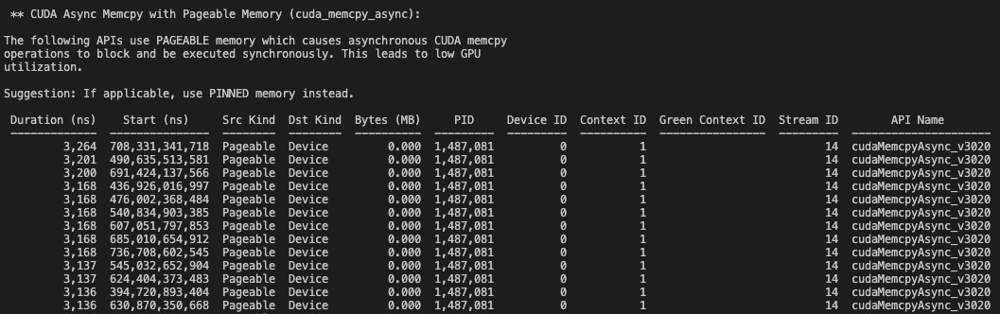 ** CUDA Async Memcpy with Pageable Memory (cuda_memcpy_async):
The following APIs use PAGEABLE memory which causes asynchronous CUDA memcpy
operations to block and be executed synchronously. This leads to low GPU
utilization.
Suggestion: If applicable, use PINNED memory instead.
Duration (ns) Start (ns) Src Kind Dst Kind Bytes (MB) PID Device ID Context ID Green Context ID Stream ID API Name
3,264 708,331,341,718 Pageable Device 0.000 1,487,081 0 1 14 cudaMemcpyAsync_v3020
3,201 490,635,513,581 Pageable Device 0.000 1,487,081 0 1 14 cudaMemcpyAsync_v3020
3,200 691,424,137,566 Pageable Device 0.000 1,487,081 0 1 14 cudaMemcpyAsync_v3020
3,168 436,926,016,997 Pageable Device 0.000 1,487,081 0 1 14 cudaMemcpyAsync_v3020
3,168 476,002,368,484 Pageable Device 0.000 1,487,081 0 1 14 cudaMemcpyAsync_v3020
3,168 540,834,903,385 Pageable Device 0.000 1,487,081 0 1 14 cudaMemcpyAsync_v3020
3,168 607,051,797,853 Pageable Device 0.000 1,487,081 0 1 14 cudaMemcpyAsync_v3020
3,168 685,010,654,912 Pageable Device 0.000 1,487,081 0 1 14 cudaMemcpyAsync_v3020
3,168 736,708,602,545 Pageable Device 0.000 1,487,081 0 1 14 cudaMemcpyAsync_v3020
3,137 545,032,652,904 Pageable Device 0.000 1,487,081 0 1 14 cudaMemcpyAsync_v3020
3,137 624,404,373,483 Pageable Device 0.000 1,487,081 0 1 14 cudaMemcpyAsync_v3020
3,136 394,720,893,404 Pageable Device 0.000 1,487,081 0 1 14 cudaMemcpyAsync_v3020
3,136 630,870,350,668 Pageable Device 0.000 1,487,081 0 1 14 cudaMemcpyAsync_v3020